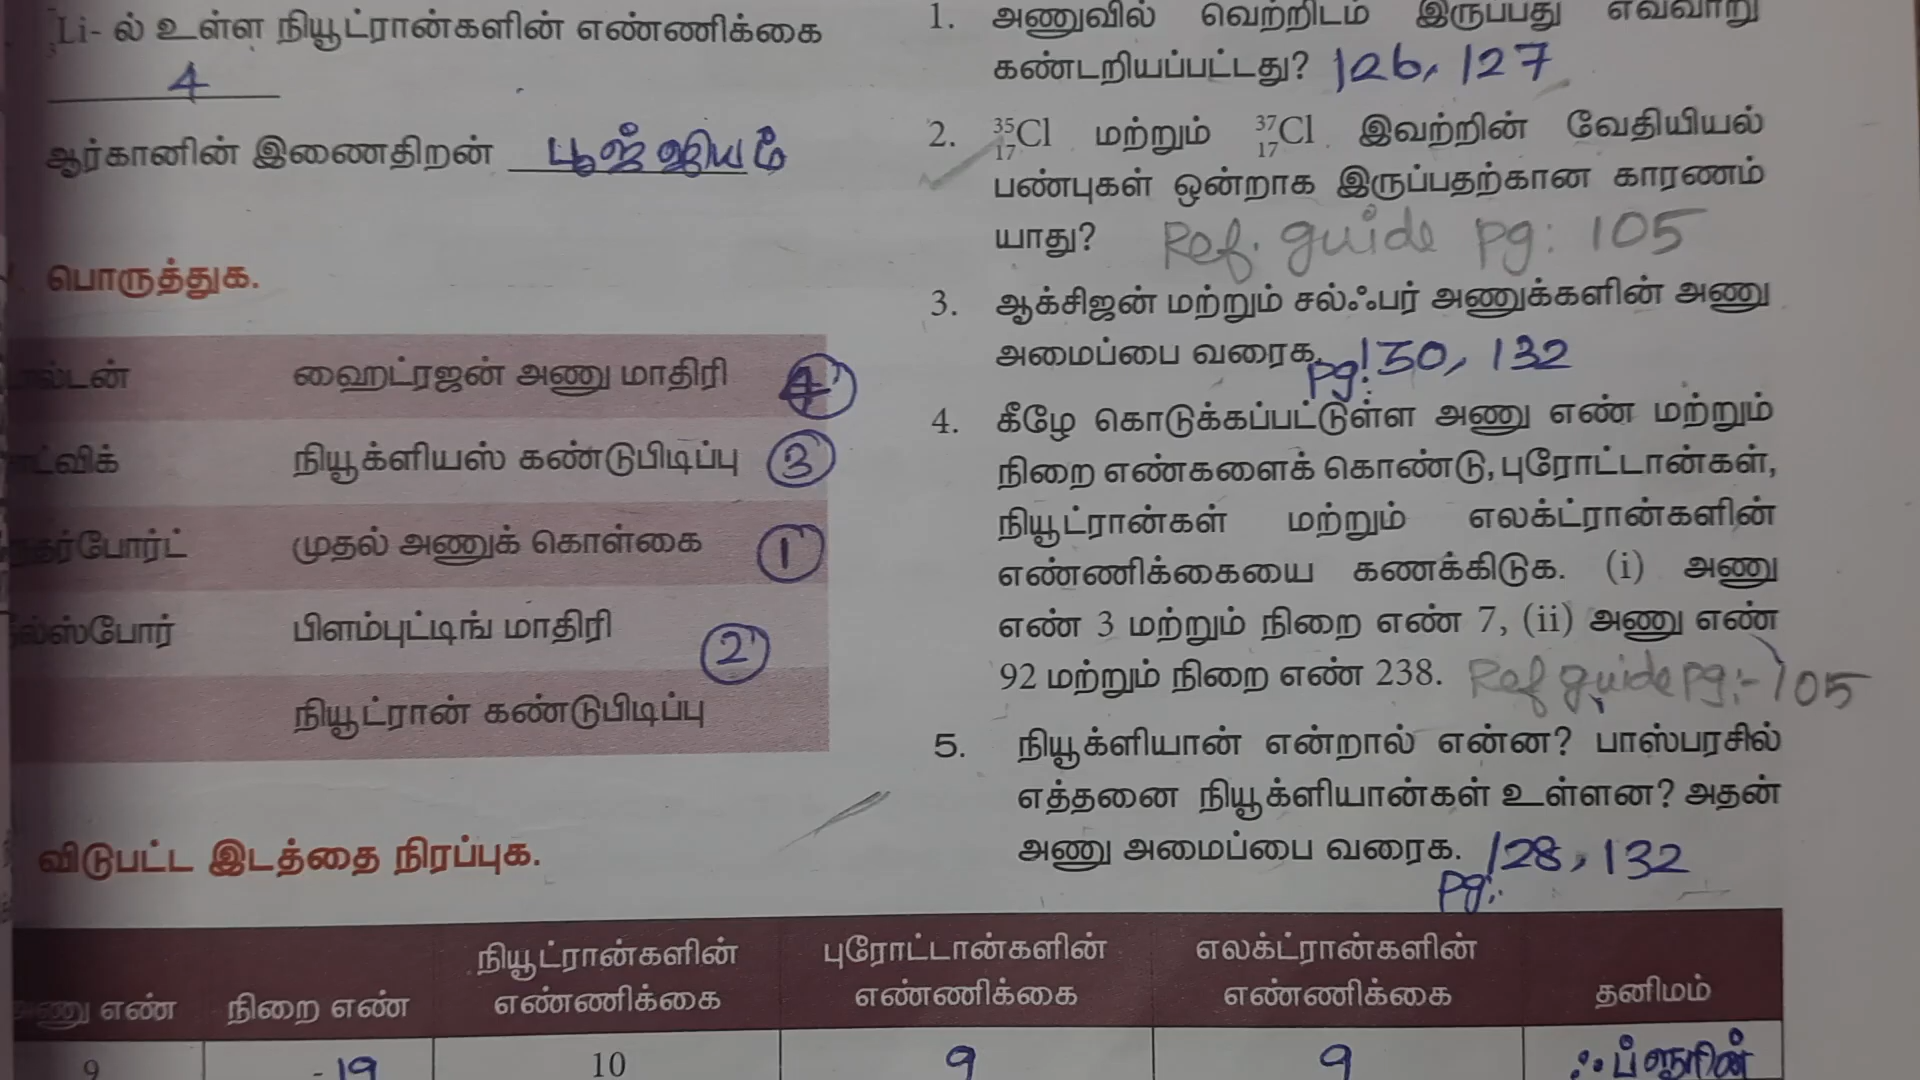 Li- ல் உள்ள நியூட்ரான்களின் எண்ணிக்கை
4
ஆர்கானின் இணைதிறன் பூஜ்ஜியம்
பொருத்துக.
ஹைட்ரஜன் அணு மாதிரி 4
நியூக்ளியஸ் கண்டுபிடிப்பு 3
முதல் அணுக் கொள்கை 1
பிளம்புட்டிங் மாதிரி 2
நியூட்ரான் கண்டுபிடிப்பு
விடுபட்ட இடத்தை நிரப்புக.
1. அணுவில் வெற்றிடம் இருப்பது எவ்வாறு
கண்டறியப்பட்டது? 126, 127
2. ³⁵₁₇Cl மற்றும் ³⁷₁₇Cl இவற்றின் வேதியியல்
பண்புகள் ஒன்றாக இருப்பதற்கான காரணம்
யாது? Ref. guide pg: 105
3. ஆக்சிஜன் மற்றும் சல்ஃபர் அணுக்களின் அணு
அமைப்பை வரைக. pg: 130, 132
4. கீழே கொடுக்கப்பட்டுள்ள அணு எண் மற்றும்
நிறை எண்களைக் கொண்டு, புரோட்டான்கள்,
நியூட்ரான்கள் மற்றும் எலக்ட்ரான்களின்
எண்ணிக்கையை கணக்கிடுக. (i) அணு
எண் 3 மற்றும் நிறை எண் 7, (ii) அணு எண்
92 மற்றும் நிறை எண் 238. Ref guide pg:- 105
5. நியூக்ளியான் என்றால் என்ன? பாஸ்பரசில்
எத்தனை நியூக்ளியான்கள் உள்ளன? அதன்
அணு அமைப்பை வரைக. pg: 128, 132
அணு எண் நிறை எண் நியூட்ரான்களின் எண்ணிக்கை புரோட்டான்களின் எண்ணிக்கை எலக்ட்ரான்களின் எண்ணிக்கை தனிமம்
9 19 10 9 9 ஃப்ளூரின்